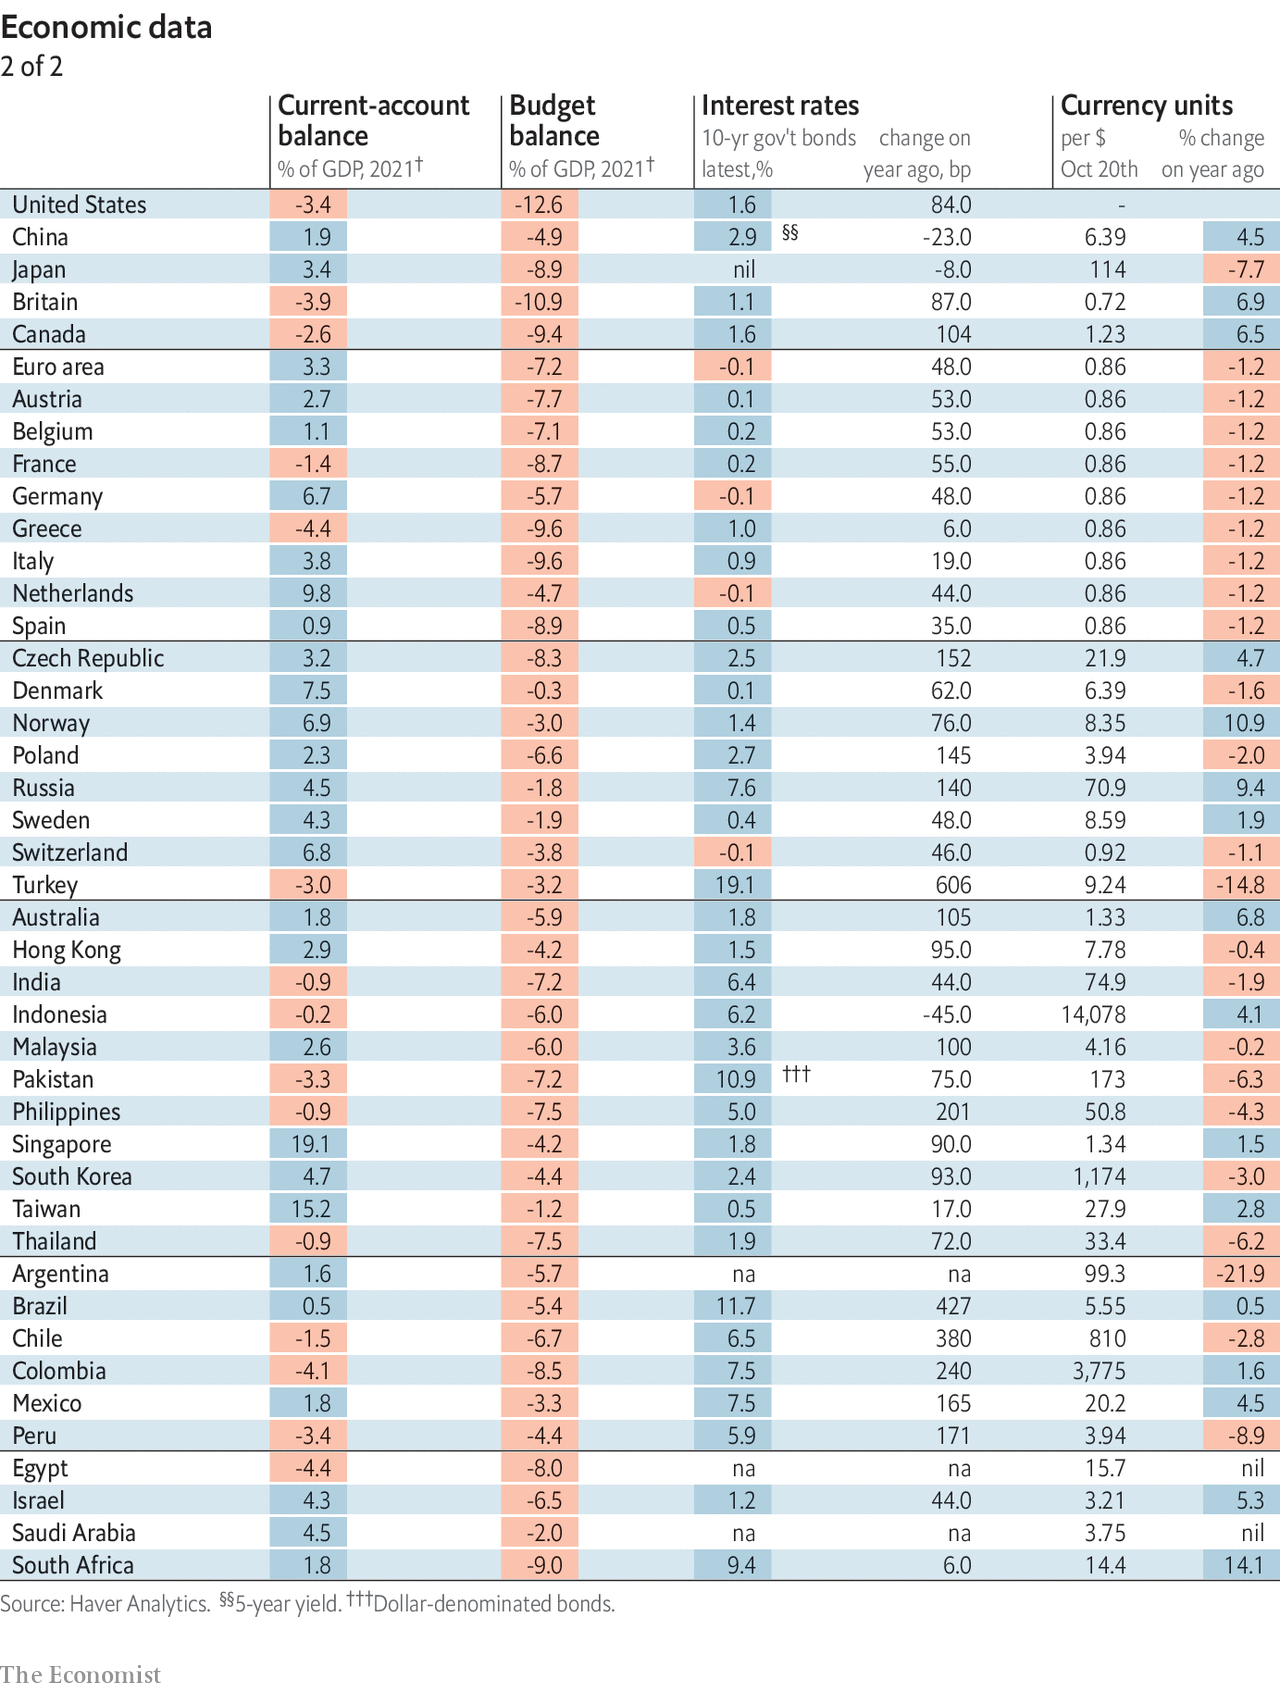 Economic data
2 of 2
Current-account balance % of GDP, 2021†
Budget balance % of GDP, 2021†
Interest rates 10-yr gov't bonds latest,% change on year ago, bp
Currency units per $ Oct 20th % change on year ago
United States -3.4 -12.6 1.6 84.0 -
China 1.9 -4.9 2.9 §§ -23.0 6.39 4.5
Japan 3.4 -8.9 nil -8.0 114 -7.7
Britain -3.9 -10.9 1.1 87.0 0.72 6.9
Canada -2.6 -9.4 1.6 104 1.23 6.5
Euro area 3.3 -7.2 -0.1 48.0 0.86 -1.2
Austria 2.7 -7.7 0.1 53.0 0.86 -1.2
Belgium 1.1 -7.1 0.2 53.0 0.86 -1.2
France -1.4 -8.7 0.2 55.0 0.86 -1.2
Germany 6.7 -5.7 -0.1 48.0 0.86 -1.2
Greece -4.4 -9.6 1.0 6.0 0.86 -1.2
Italy 3.8 -9.6 0.9 19.0 0.86 -1.2
Netherlands 9.8 -4.7 -0.1 44.0 0.86 -1.2
Spain 0.9 -8.9 0.5 35.0 0.86 -1.2
Czech Republic 3.2 -8.3 2.5 152 21.9 4.7
Denmark 7.5 -0.3 0.1 62.0 6.39 -1.6
Norway 6.9 -3.0 1.4 76.0 8.35 10.9
Poland 2.3 -6.6 2.7 145 3.94 -2.0
Russia 4.5 -1.8 7.6 140 70.9 9.4
Sweden 4.3 -1.9 0.4 48.0 8.59 1.9
Switzerland 6.8 -3.8 -0.1 46.0 0.92 -1.1
Turkey -3.0 -3.2 19.1 606 9.24 -14.8
Australia 1.8 -5.9 1.8 105 1.33 6.8
Hong Kong 2.9 -4.2 1.5 95.0 7.78 -0.4
India -0.9 -7.2 6.4 44.0 74.9 -1.9
Indonesia -0.2 -6.0 6.2 -45.0 14,078 4.1
Malaysia 2.6 -6.0 3.6 100 4.16 -0.2
Pakistan -3.3 -7.2 10.9 ††† 75.0 173 -6.3
Philippines -0.9 -7.5 5.0 201 50.8 -4.3
Singapore 19.1 -4.2 1.8 90.0 1.34 1.5
South Korea 4.7 -4.4 2.4 93.0 1,174 -3.0
Taiwan 15.2 -1.2 0.5 17.0 27.9 2.8
Thailand -0.9 -7.5 1.9 72.0 33.4 -6.2
Argentina 1.6 -5.7 na na 99.3 -21.9
Brazil 0.5 -5.4 11.7 427 5.55 0.5
Chile -1.5 -6.7 6.5 380 810 -2.8
Colombia -4.1 -8.5 7.5 240 3,775 1.6
Mexico 1.8 -3.3 7.5 165 20.2 4.5
Peru -3.4 -4.4 5.9 171 3.94 -8.9
Egypt -4.4 -8.0 na na 15.7 nil
Israel 4.3 -6.5 1.2 44.0 3.21 5.3
Saudi Arabia 4.5 -2.0 na na 3.75 nil
South Africa 1.8 -9.0 9.4 6.0 14.4 14.1
Source: Haver Analytics. §§5-year yield. †††Dollar-denominated bonds.
The Economist